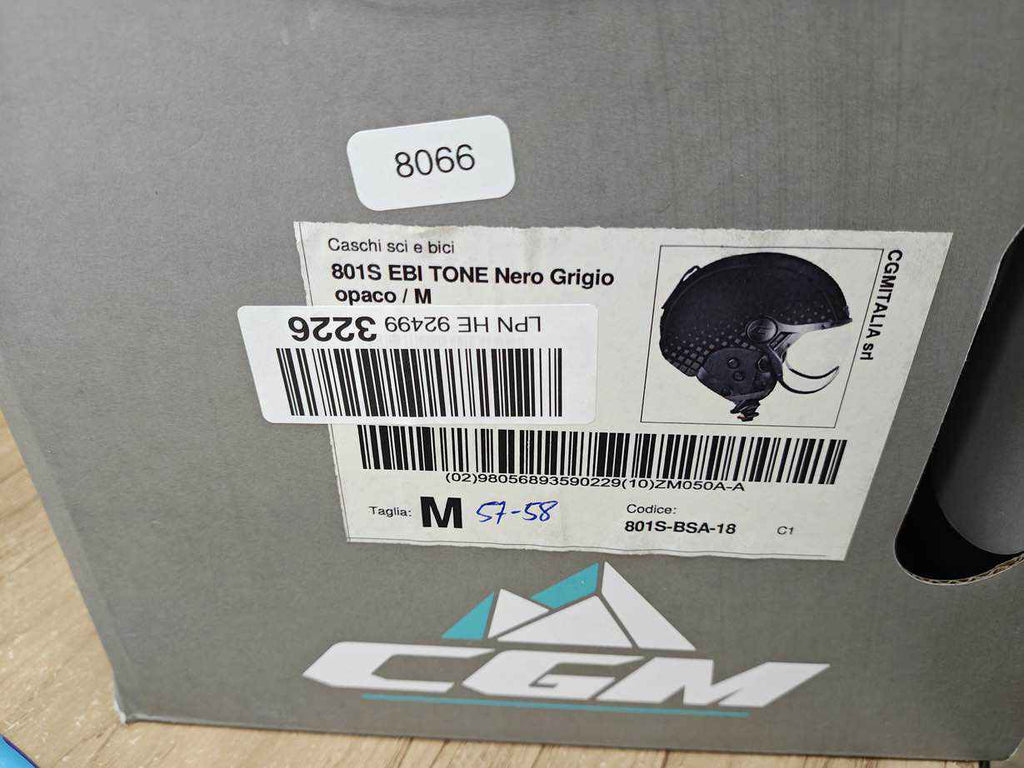 8066
Caschi sci e bici
801S EBI TONE Nero Grigio
opaco / M
CGMITALIA srl
LPN HE 92499 3226
(02)98056893590229(10)ZM050A-A
Taglia: M 57-58
Codice:
801S-BSA-18
C1
CGM